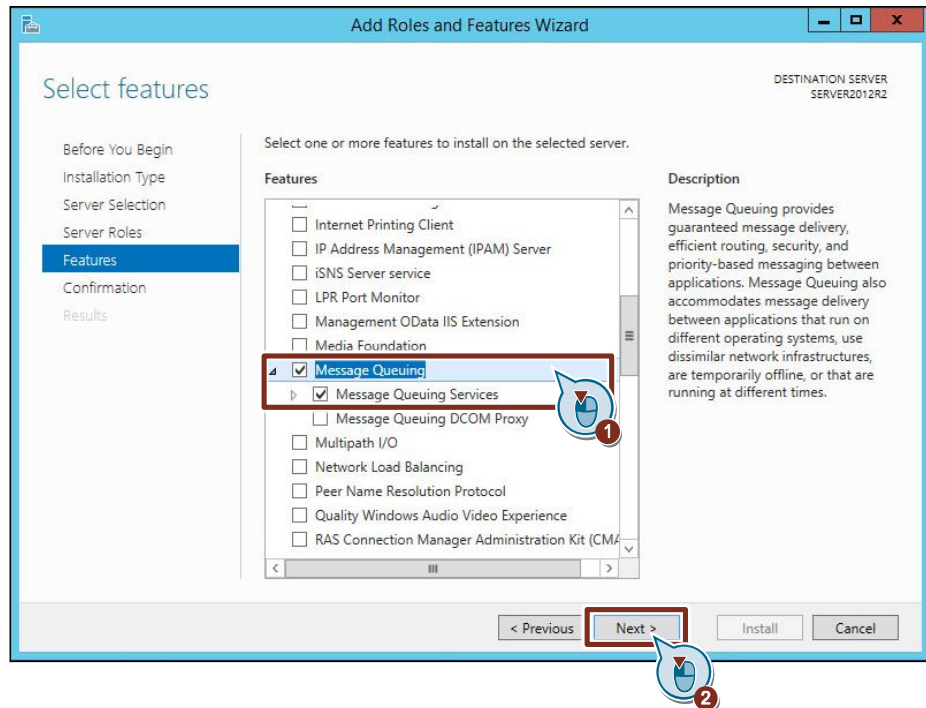 Add Roles and Features Wizard
Select features
DESTINATION SERVER
SERVER2012R2
Before You Begin
Installation Type
Server Selection
Server Roles
Features
Confirmation
Results
Select one or more features to install on the selected server.
Features
Internet Printing Client
IP Address Management (IPAM) Server
iSNS Server service
LPR Port Monitor
Management OData IIS Extension
Media Foundation
Message Queuing
Message Queuing Services
Message Queuing DCOM Proxy
Multipath I/O
Network Load Balancing
Peer Name Resolution Protocol
Quality Windows Audio Video Experience
RAS Connection Manager Administration Kit (CMA
Description
Message Queuing provides
guaranteed message delivery,
efficient routing, security, and
priority-based messaging between
applications. Message Queuing also
accommodates message delivery
between applications that run on
different operating systems, use
dissimilar network infrastructures,
are temporarily offline, or that are
running at different times.
1
< Previous
Next >
Install
Cancel
2